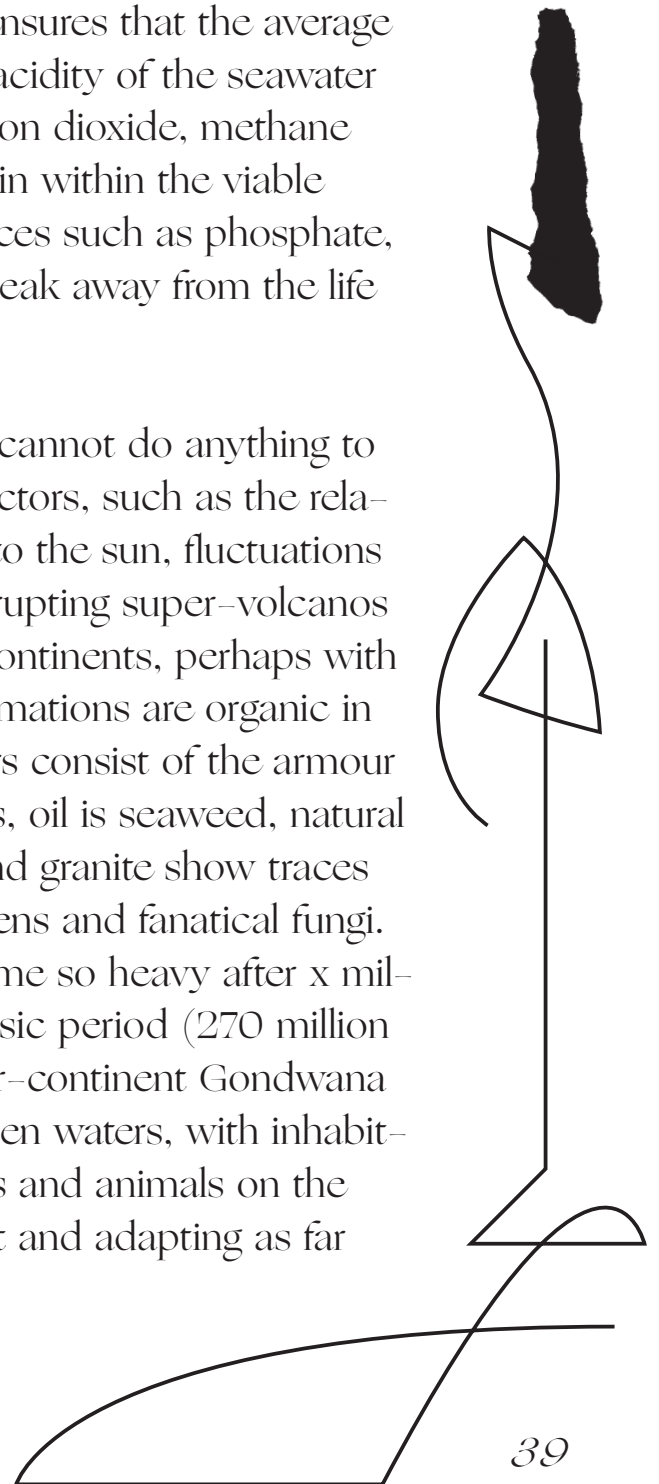 nsures that the average
acidity of the seawater
on dioxide, methane
in within the viable
ces such as phosphate,
eak away from the life
cannot do anything to
ctors, such as the rela-
to the sun, fluctuations
rupting super-volcanos
ontinents, perhaps with
mations are organic in
rs consist of the armour
s, oil is seaweed, natural
nd granite show traces
ens and fanatical fungi.
me so heavy after x mil-
sic period (270 million
r-continent Gondwana
en waters, with inhabit-
s and animals on the
t and adapting as far
39